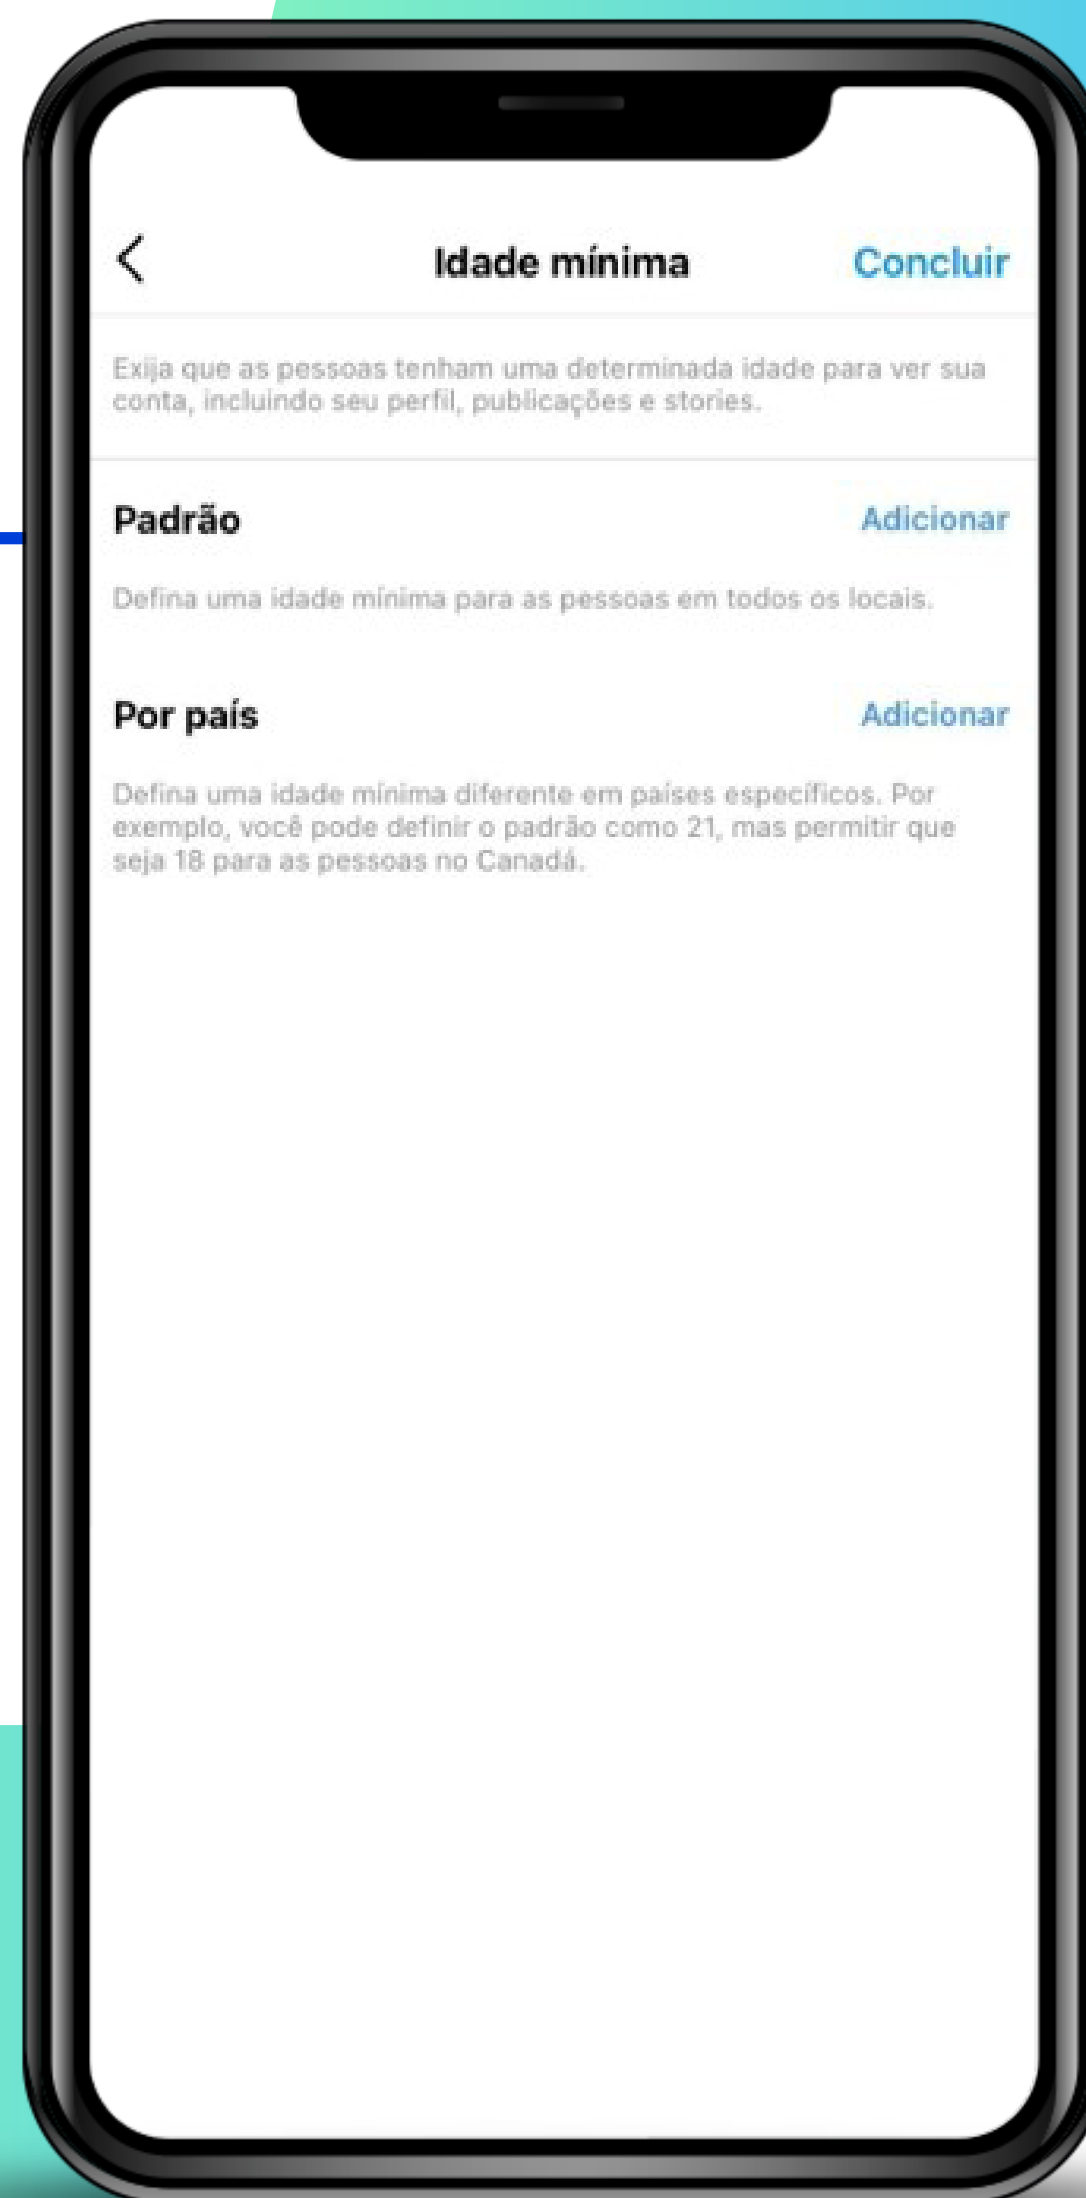 Idade mínima
Concluir
Exija que as pessoas tenham uma determinada idade para ver sua
conta, incluindo seu perfil, publicações e stories.
Padrão
Adicionar
Defina uma idade mínima para as pessoas em todos os locais.
Por país
Adicionar
Defina uma idade mínima diferente em países específicos. Por
exemplo, você pode definir o padrão como 21, mas permitir que
seja 18 para as pessoas no Canadá.